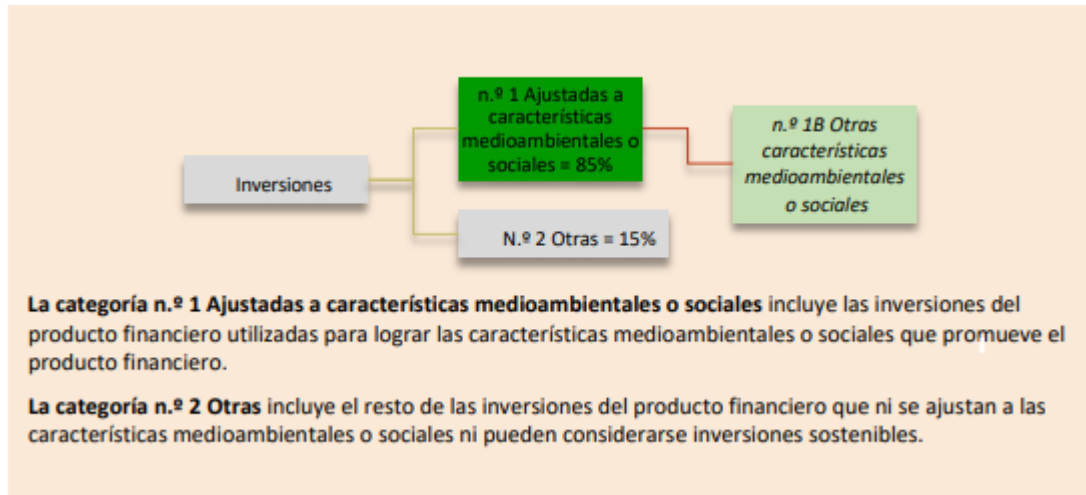 n.º 1 Ajustadas a
características
medioambientales o
sociales = 85%
n.º 1B Otras
características
medioambientales
o sociales
Inversiones
N.º 2 Otras = 15%
La categoría n.º 1 Ajustadas a características medioambientales o sociales incluye las inversiones del
producto financiero utilizadas para lograr las características medioambientales o sociales que promueve el
producto financiero.
La categoría n.º 2 Otras incluye el resto de las inversiones del producto financiero que ni se ajustan a las
características medioambientales o sociales ni pueden considerarse inversiones sostenibles.